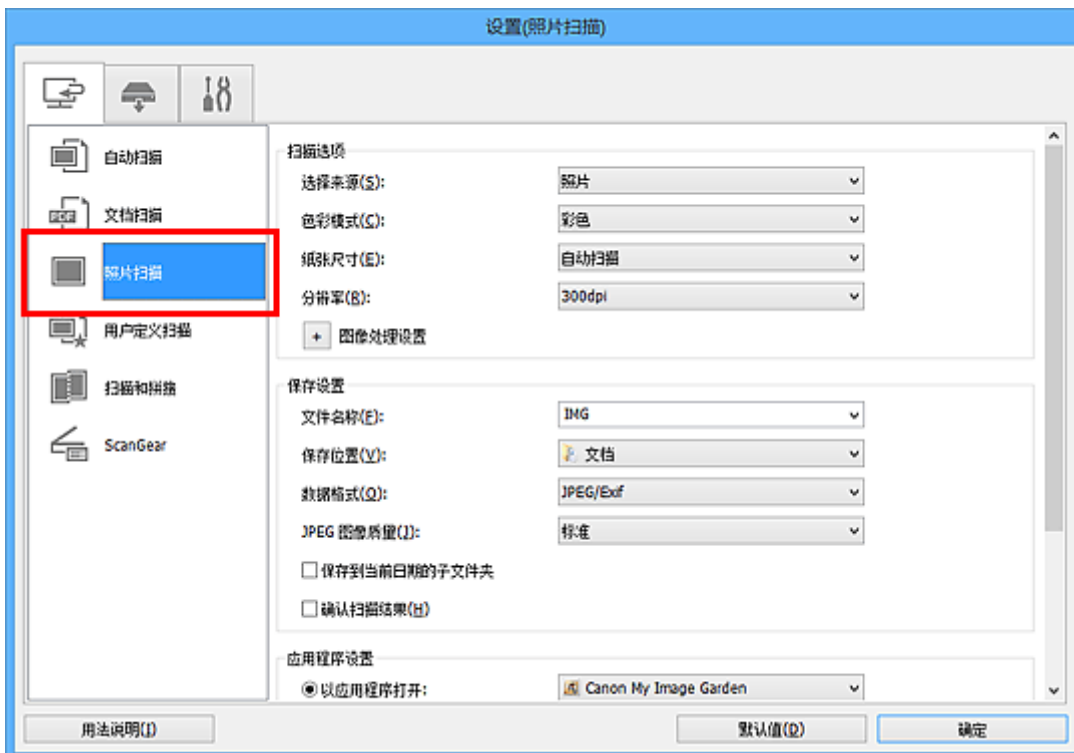 设置(照片扫描)
自动扫描
文档扫描
照片扫描
用户定义扫描
扫描和拼接
ScanGear
扫描选项
选择来源(S): 照片
色彩模式(C): 彩色
纸张尺寸(E): 自动扫描
分辨率(R): 300dpi
+ 图像处理设置
保存设置
文件名称(F): IMG
保存位置(V): 文档
数据格式(O): JPEG/Exif
JPEG 图像质量(J): 标准
保存到当前日期的子文件夹
确认扫描结果(H)
应用程序设置
以应用程序打开: Canon My Image Garden
用法说明(I) 默认值(D) 确定